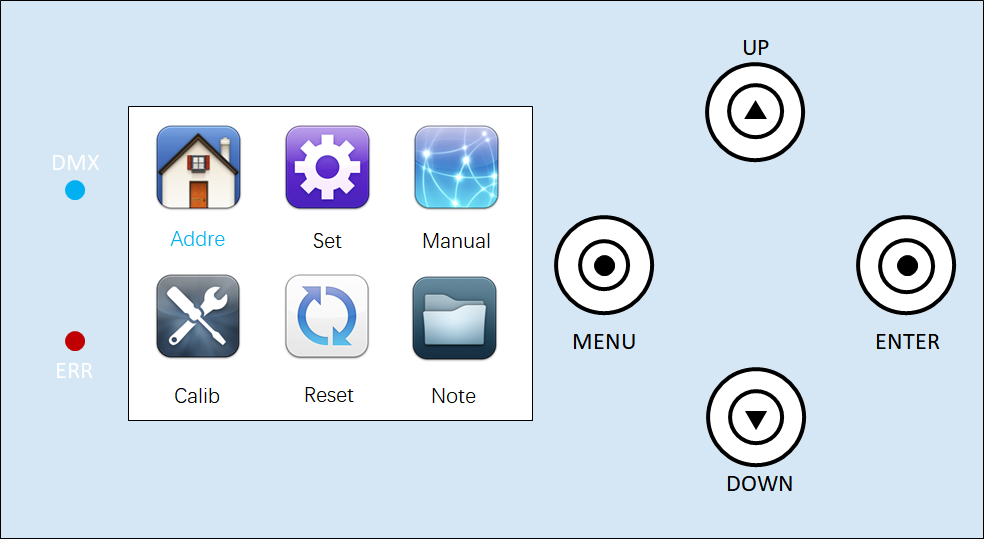 UP
DMX
Addre
Set
Manual
MENU
ENTER
ERR
Calib
Reset
Note
DOWN